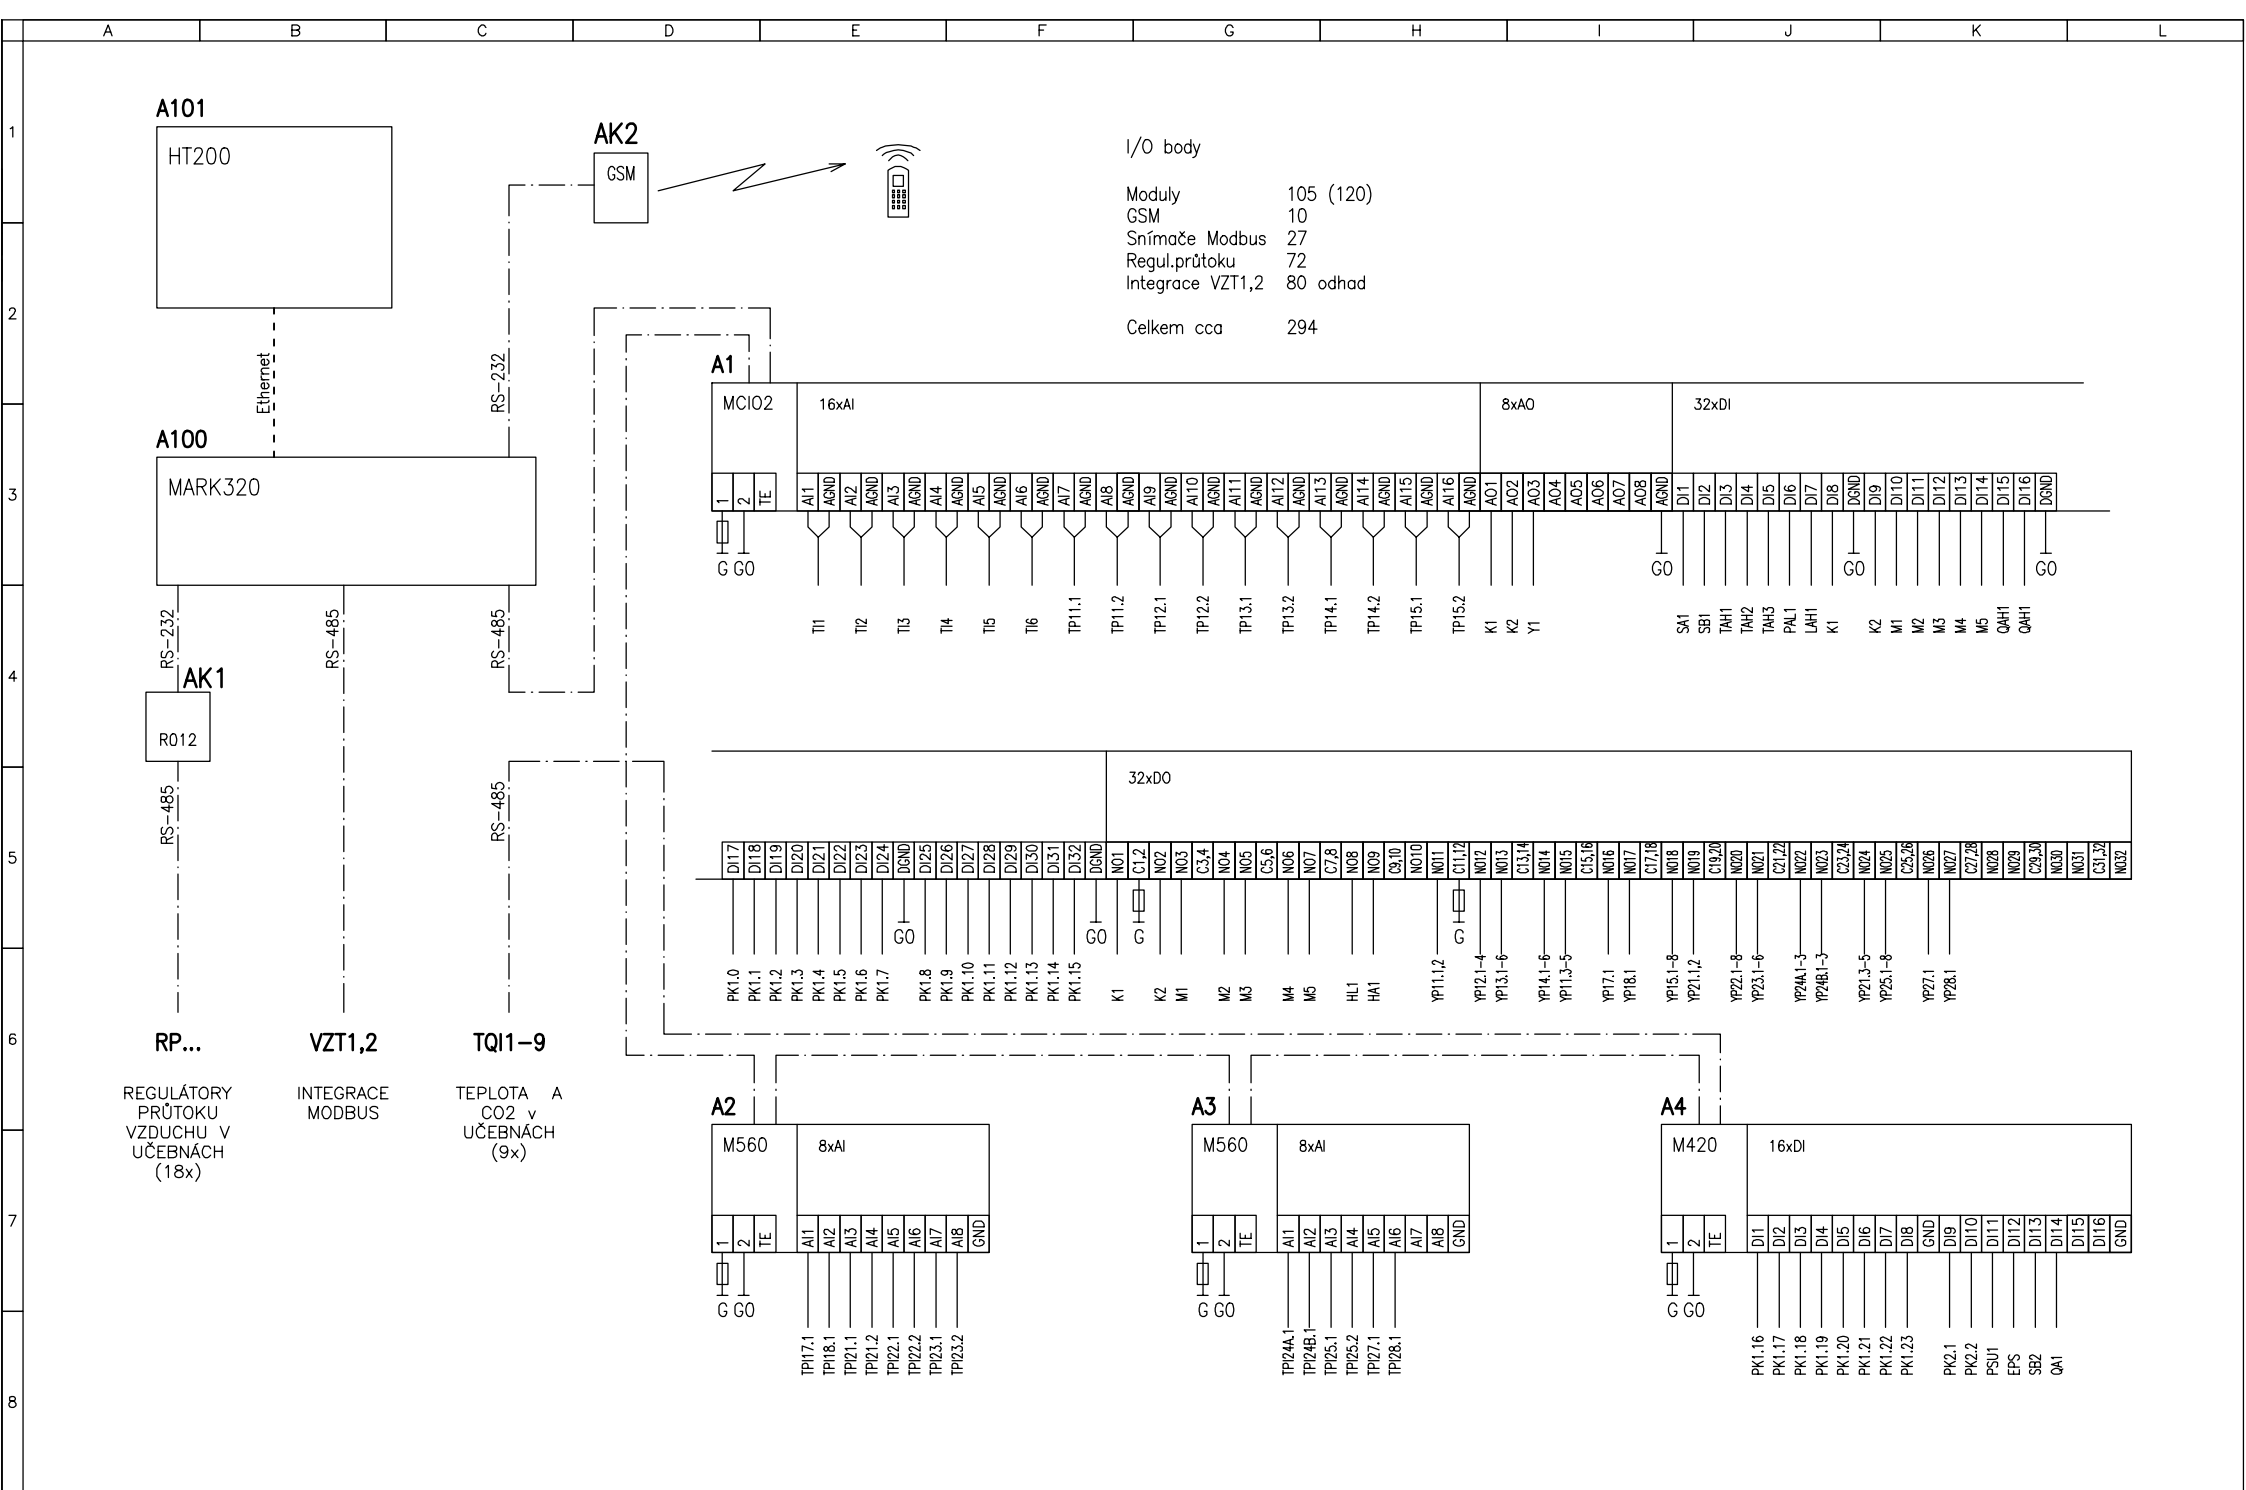 A B C D E F G H I J K L
1
2
3
4
5
6
7
8
A101
HT200
AK2
GSM
I/O body
Moduly 105 (120)
GSM 10
Snímače Modbus 27
Regul.průtoku 72
Integrace VZT1,2 80 odhad
Celkem cca 294
Ethernet
RS-232
A100
MARK320
RS-232
RS-485
RS-485
AK1
R012
RS-485
RS-485
RP...
REGULÁTORY
PRŮTOKU
VZDUCHU V
UČEBNÁCH
(18x)
VZT1,2
INTEGRACE
MODBUS
TQI1-9
TEPLOTA A
CO2 v
UČEBNÁCH
(9x)
A1
MCIO2 16xAI 8xAO 32xDI
1 2 TE AI1 AGND AI2 AGND AI3 AGND AI4 AGND AI5 AGND AI6 AGND AI7 AGND AI8 AGND AI9 AGND AI10 AGND AI11 AGND AI12 AGND AI13 AGND AI14 AGND AI15 AGND AI16 AGND AO1 AO2 AO3 AO4 AO5 AO6 AO7 AO8 AGND DI1 DI2 DI3 DI4 DI5 DI6 DI7 DI8 DGND DI9 DI10 DI11 DI12 DI13 DI14 DI15 DI16 DGND
G G0 G0 G0 G0
TI1 TI2 TI3 TI4 TI5 TI6 TP11.1 TP11.2 TP12.1 TP12.2 TP13.1 TP13.2 TP14.1 TP14.2 TP15.1 TP15.2 K1 K2 Y1 SA1 SB1 TAH1 TAH2 TAH3 PAL1 LAH1 K1 K2 M1 M2 M3 M4 M5 QAH1 QAH1
32xDO
DI17 DI18 DI19 DI20 DI21 DI22 DI23 DI24 DGND DI25 DI26 DI27 DI28 DI29 DI30 DI31 DI32 DGND NO1 C1,2 NO2 NO3 C3,4 NO4 NO5 C5,6 NO6 NO7 C7,8 NO8 NO9 C9,10 NO10 NO11 C11,12 NO12 NO13 C13,14 NO14 NO15 C15,16 NO16 NO17 C17,18 NO18 NO19 C19,20 NO20 NO21 C21,22 NO22 NO23 C23,24 NO24 NO25 C25,26 NO26 NO27 C27,28 NO28 NO29 C29,30 NO30 NO31 C31,32 NO32
G0 G0 G G
PK1.0 PK1.1 PK1.2 PK1.3 PK1.4 PK1.5 PK1.6 PK1.7 PK1.8 PK1.9 PK1.10 PK1.11 PK1.12 PK1.13 PK1.14 PK1.15 K1 K2 M1 M2 M3 M4 M5 HL1 HA1 YP11.1,2 YP12.1-4 YP13.1-6 YP14.1-6 YP11.3-5 YP17.1 YP18.1 YP15.1-8 YP21.1,2 YP22.1-8 YP23.1-6 YP24A.1-3 YP24B.1-3 YP21.3-5 YP25.1-8 YP27.1 YP28.1
A2
M560 8xAI
1 2 TE AI1 AI2 AI3 AI4 AI5 AI6 AI7 AI8 GND
G G0
TPI17.1 TPI18.1 TPI21.1 TPI21.2 TPI22.1 TPI22.2 TPI23.1 TPI23.2
A3
M560 8xAI
1 2 TE AI1 AI2 AI3 AI4 AI5 AI6 AI7 AI8 GND
G G0
TPI24A.1 TPI24B.1 TPI25.1 TPI25.2 TPI27.1 TPI28.1
A4
M420 16xDI
1 2 TE DI1 DI2 DI3 DI4 DI5 DI6 DI7 DI8 GND DI9 DI10 DI11 DI12 DI13 DI14 DI15 DI16 GND
G G0
PK1.16 PK1.17 PK1.18 PK1.19 PK1.20 PK1.21 PK1.22 PK1.23 PK2.1 PK2.2 PSU1 EPS SB2 QA1